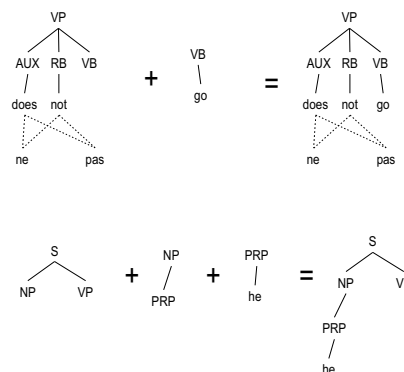 VP VP
AUX RB VB + VB = AUX RB VB
does not go does not go
ne pas ne pas
S NP PRP S
NP VP + PRP + he = NP V
PRP
he